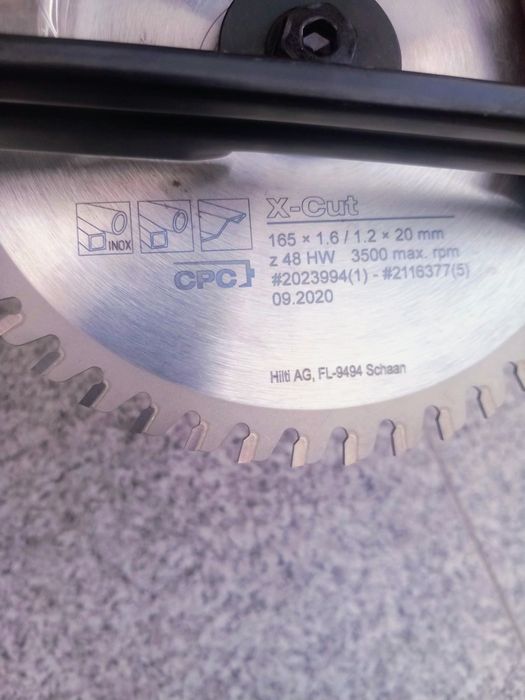 X-Cut
INOX
165 × 1.6 / 1.2 × 20 mm
z 48 HW 3500 max. rpm
CPC
#2023994(1) - #2116377(5)
09.2020
Hilti AG, FL-9494 Schaan